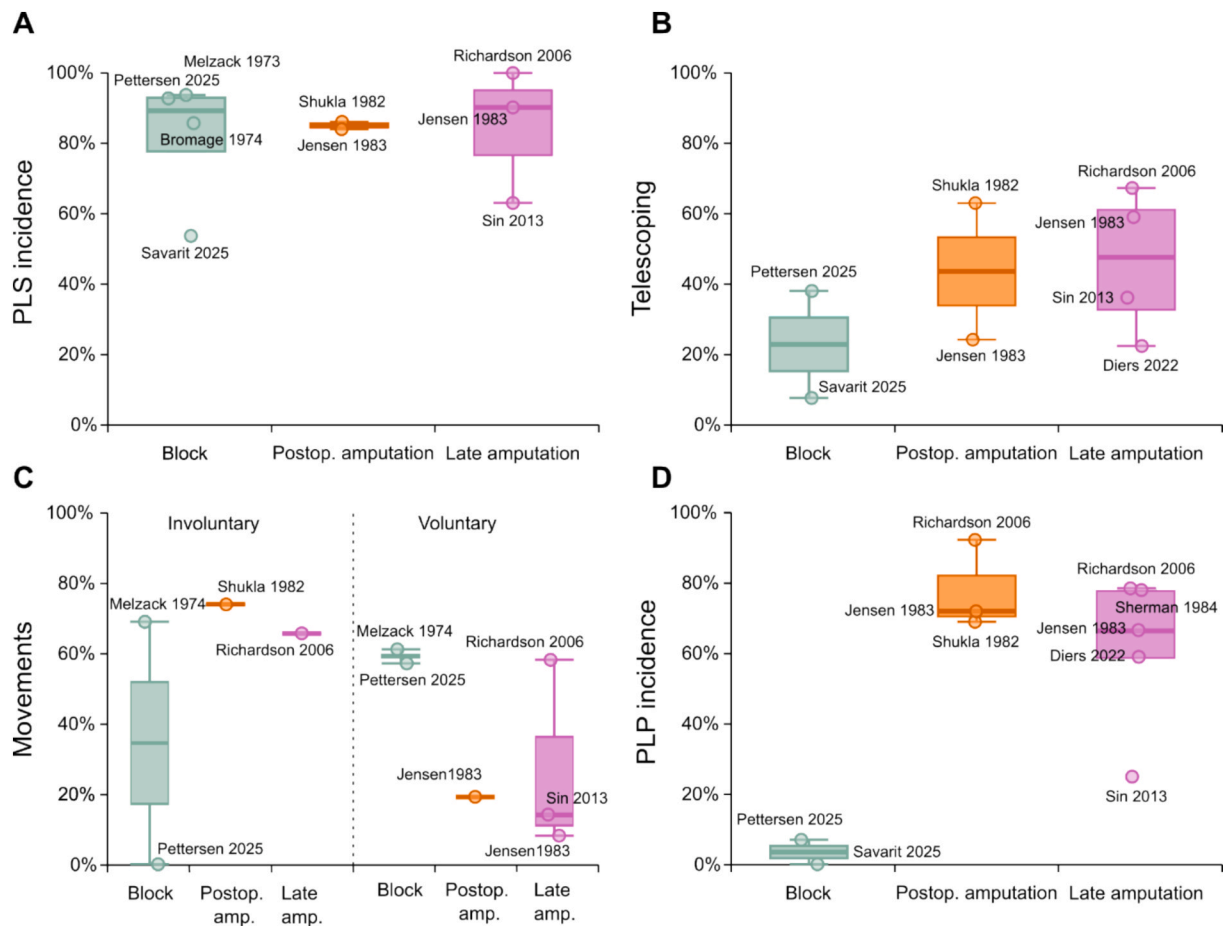 A
PLS incidence
100%
80%
60%
40%
20%
0%
Melzack 1973
Pettersen 2025
Bromage 1974
Savarit 2025
Shukla 1982
Jensen 1983
Richardson 2006
Jensen 1983
Sin 2013
Block
Postop. amputation
Late amputation
B
Telescoping
100%
80%
60%
40%
20%
0%
Pettersen 2025
Savarit 2025
Shukla 1982
Jensen 1983
Richardson 2006
Jensen 1983
Sin 2013
Diers 2022
Block
Postop. amputation
Late amputation
C
Movements
100%
80%
60%
40%
20%
0%
Involuntary
Voluntary
Melzack 1974
Pettersen 2025
Shukla 1982
Richardson 2006
Melzack 1974
Pettersen 2025
Jensen1983
Richardson 2006
Sin 2013
Jensen1983
Block
Postop.
amp.
Late
amp.
Block
Postop.
amp.
Late
amp.
D
PLP incidence
100%
80%
60%
40%
20%
0%
Pettersen 2025
Savarit 2025
Richardson 2006
Jensen 1983
Shukla 1982
Richardson 2006
Sherman 1984
Jensen 1983
Diers 2022
Sin 2013
Block
Postop. amputation
Late amputation